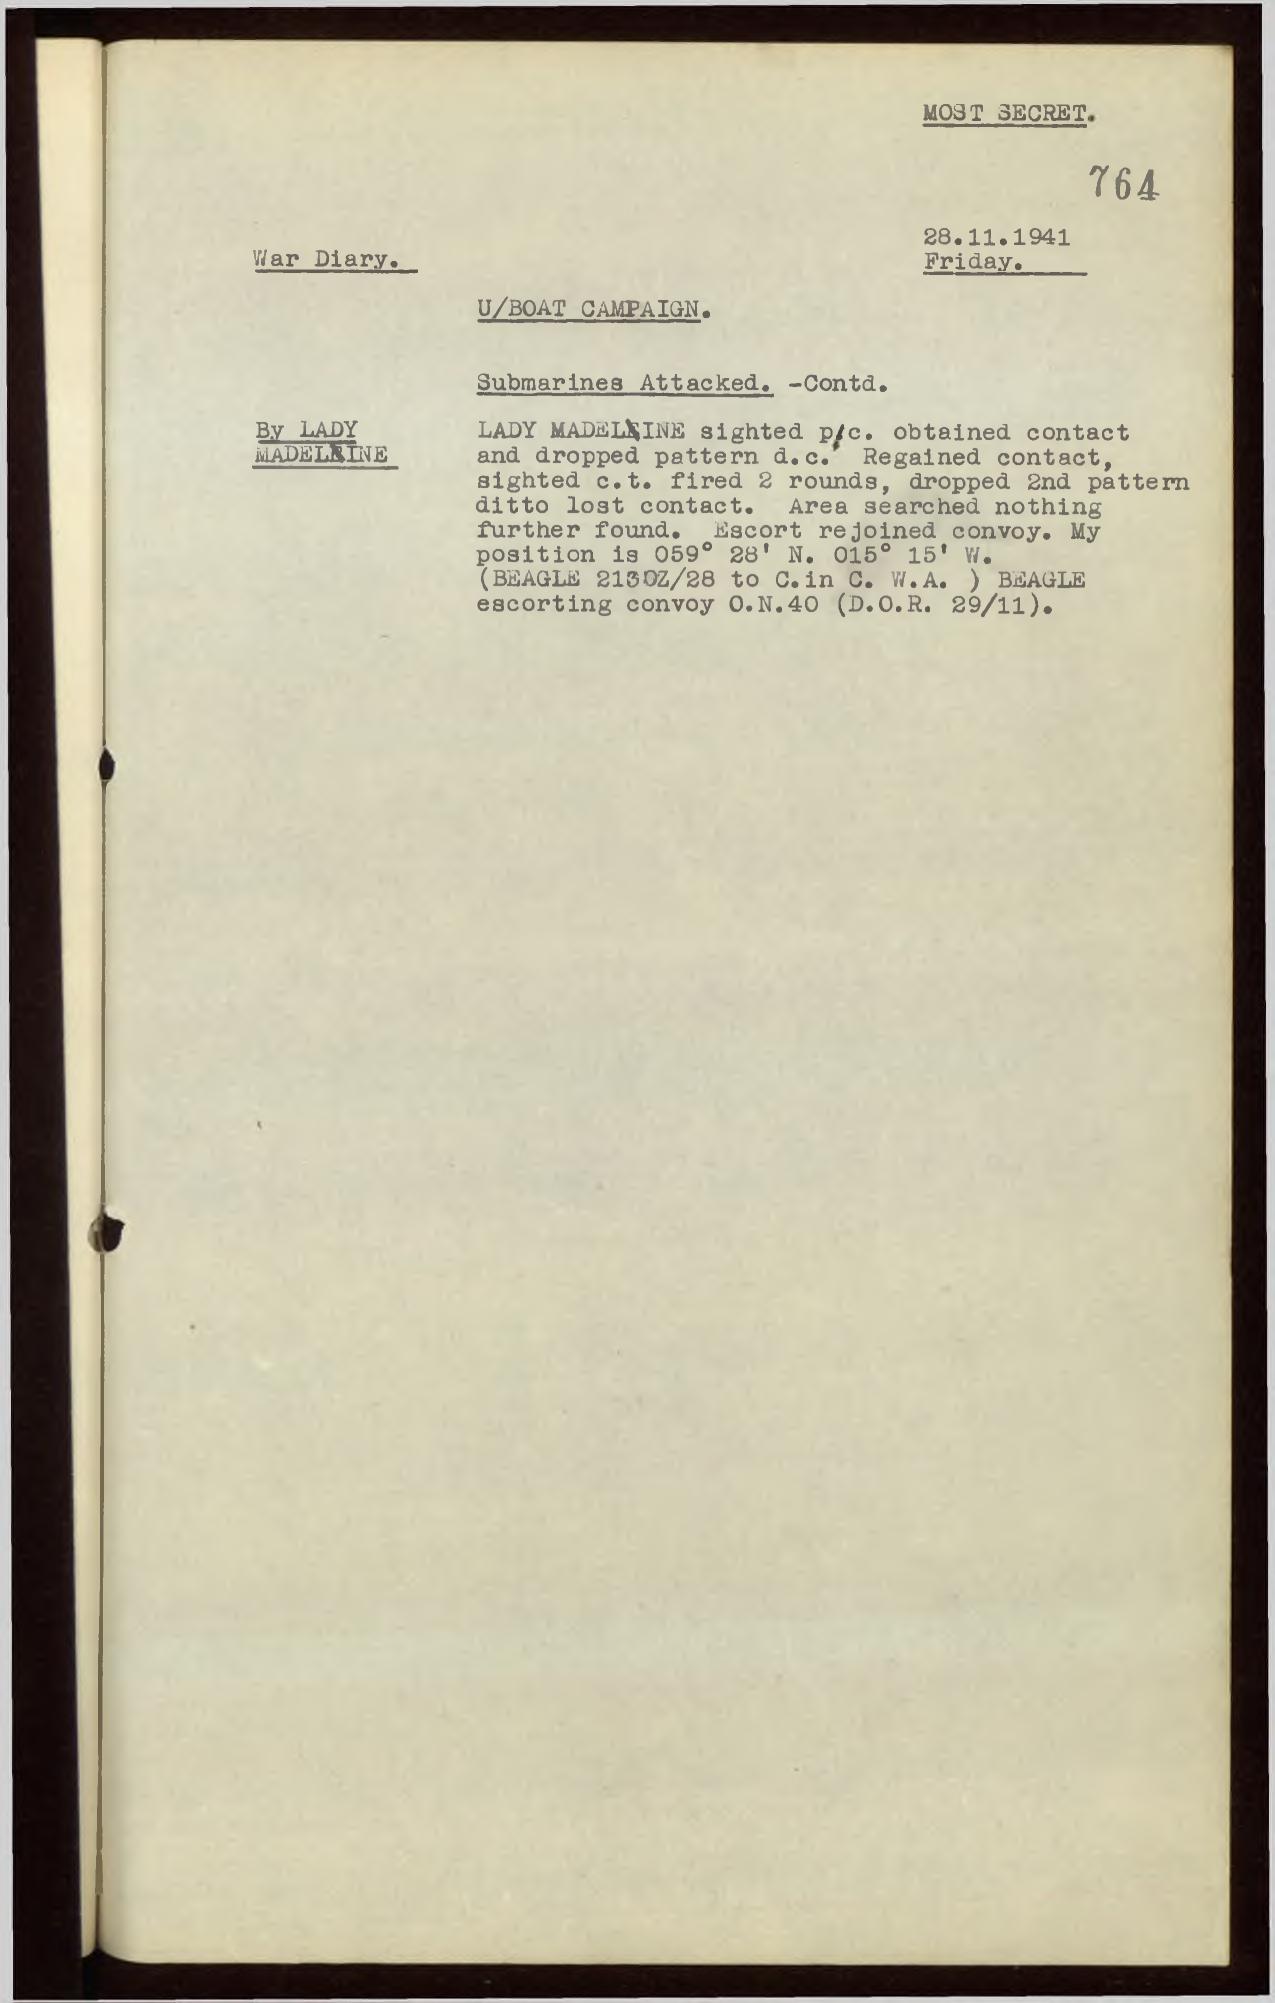 MOST SECRET.
764
28.11.1941
War Diary.
Friday.
U/BOAT CAMPAIGN.
Submarines Attacked. -Contd.
By LADY
MADELEINE
LADY MADELEINE sighted p/c. obtained contact
and dropped pattern d.c. Regained contact,
sighted c.t. fired 2 rounds, dropped 2nd pattern
ditto lost contact. Area searched nothing
further found. Escort rejoined convoy. My
position is 059° 28' N. 015° 15' W.
(BEAGLE 2130Z/28 to C.in C. W.A. ) BEAGLE
escorting convoy O.N.40 (D.O.R. 29/11).